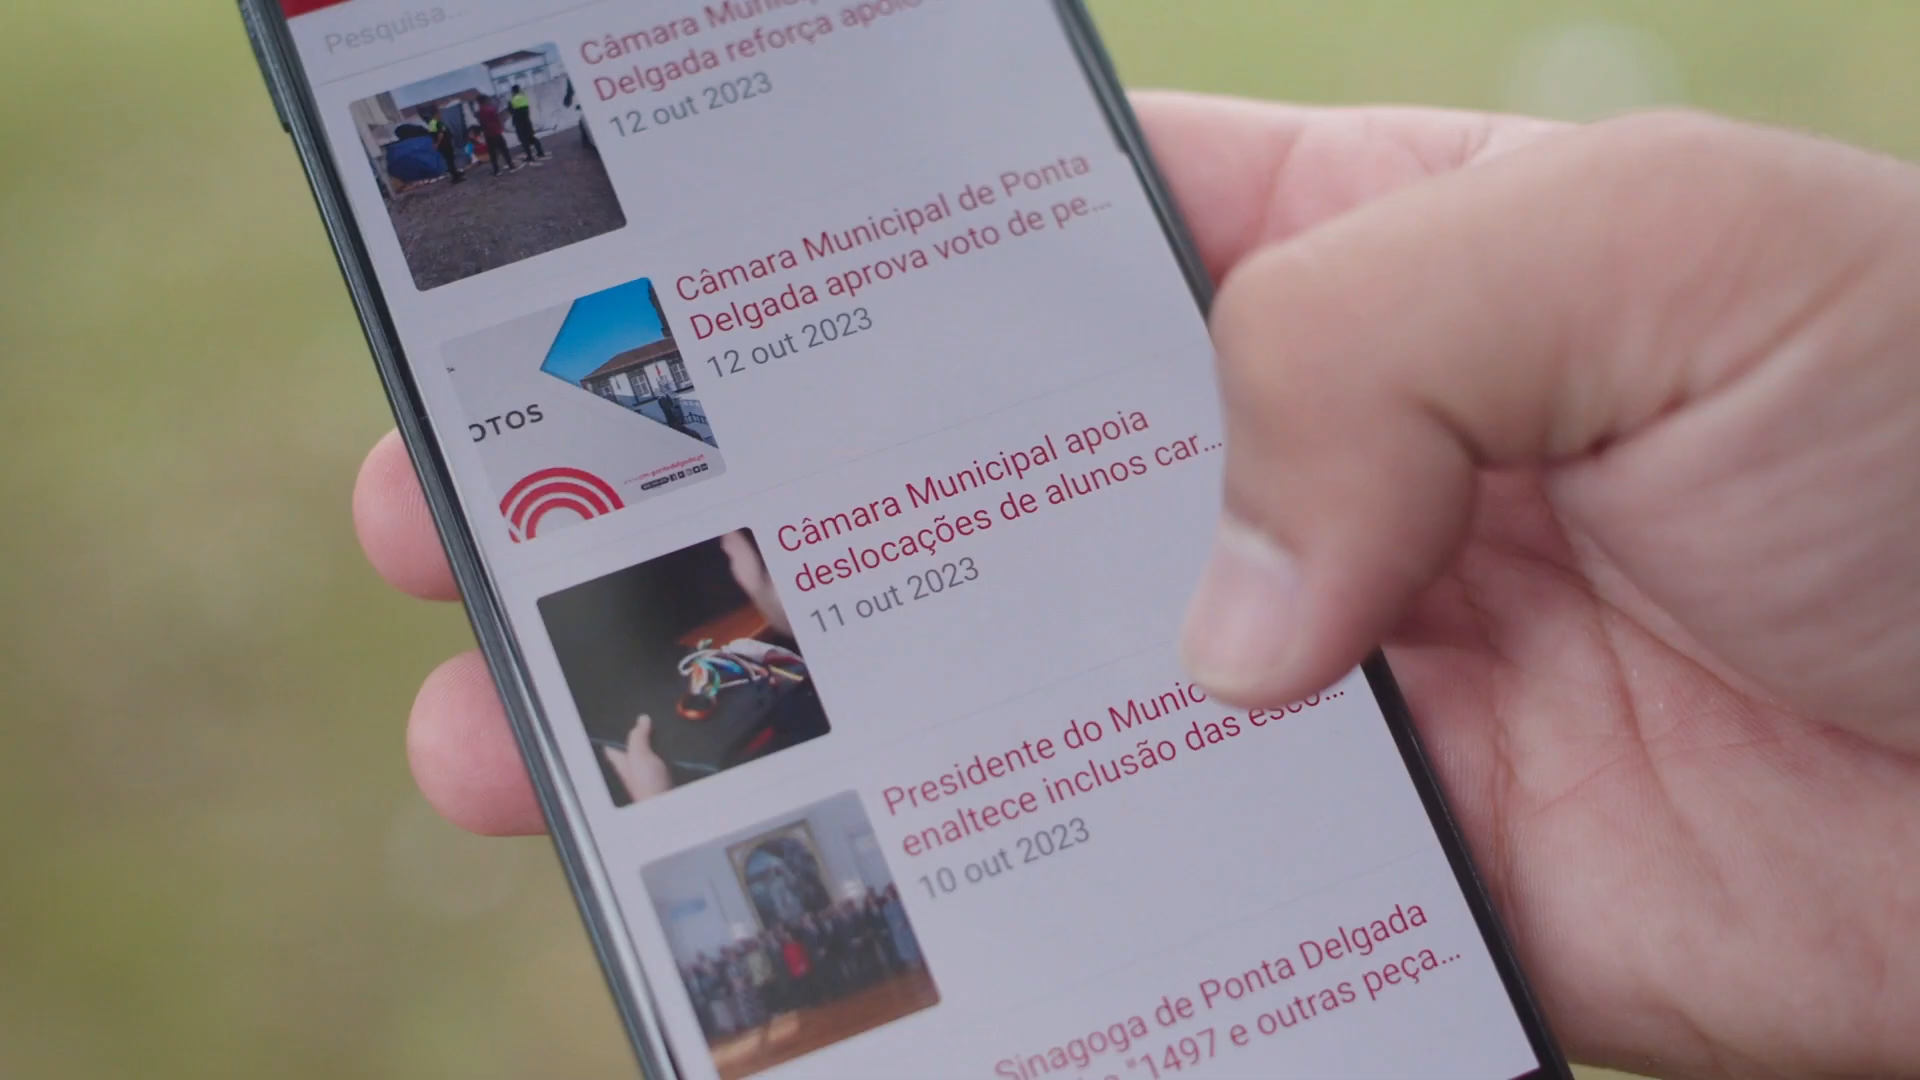 Pesquisa...
Câmara Municipal
Delgada reforça apoio
12 out 2023
Câmara Municipal de Ponta
Delgada aprova voto de pe...
12 out 2023
OTOS
Câmara Municipal apoia
deslocações de alunos car...
11 out 2023
Presidente do Munic
enaltece inclusão das esco...
10 out 2023
Sinagoga de Ponta Delgada
"1497 e outras peça...